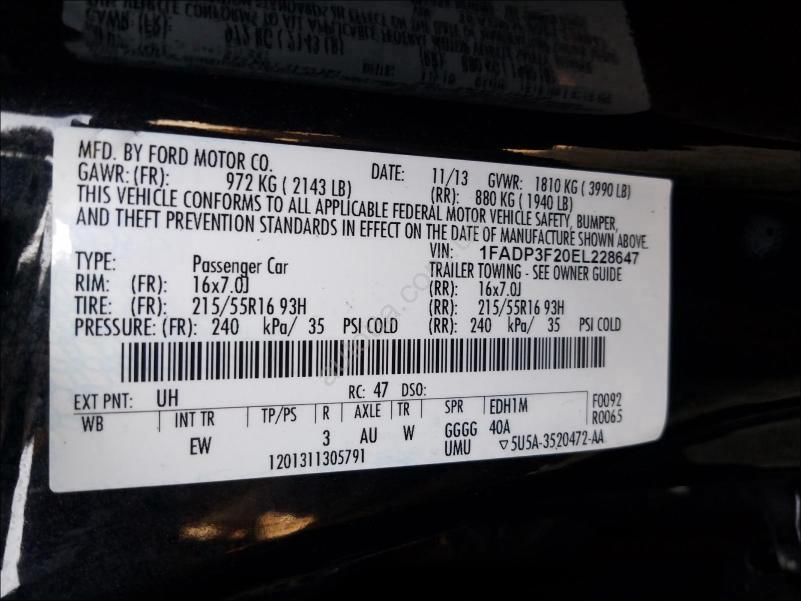 MFD. BY FORD MOTOR CO. DATE: 11/13 GVWR: 1810 KG ( 3990 LB)
GAWR: (FR): 972 KG ( 2143 LB) (RR): 880 KG ( 1940 LB)
THIS VEHICLE CONFORMS TO ALL APPLICABLE FEDERAL MOTOR VEHICLE SAFETY, BUMPER,
AND THEFT PREVENTION STANDARDS IN EFFECT ON THE DATE OF MANUFACTURE SHOWN ABOVE.
VIN: 1FADP3F20EL228647
TYPE: Passenger Car TRAILER TOWING - SEE OWNER GUIDE
RIM: (FR): 16x7.0J (RR): 16x7.0J
TIRE: (FR): 215/55R16 93H (RR): 215/55R16 93H
PRESSURE: (FR): 240 kPa/ 35 PSI COLD (RR): 240 kPa/ 35 PSI COLD
EXT PNT: UH RC: 47 DSO:
WB INT TR TP/PS R AXLE TR SPR EDH1M F0092
EW 3 AU W GGGG 40A R0065
1201311305791 UMU ▽5U5A-3520472-AA